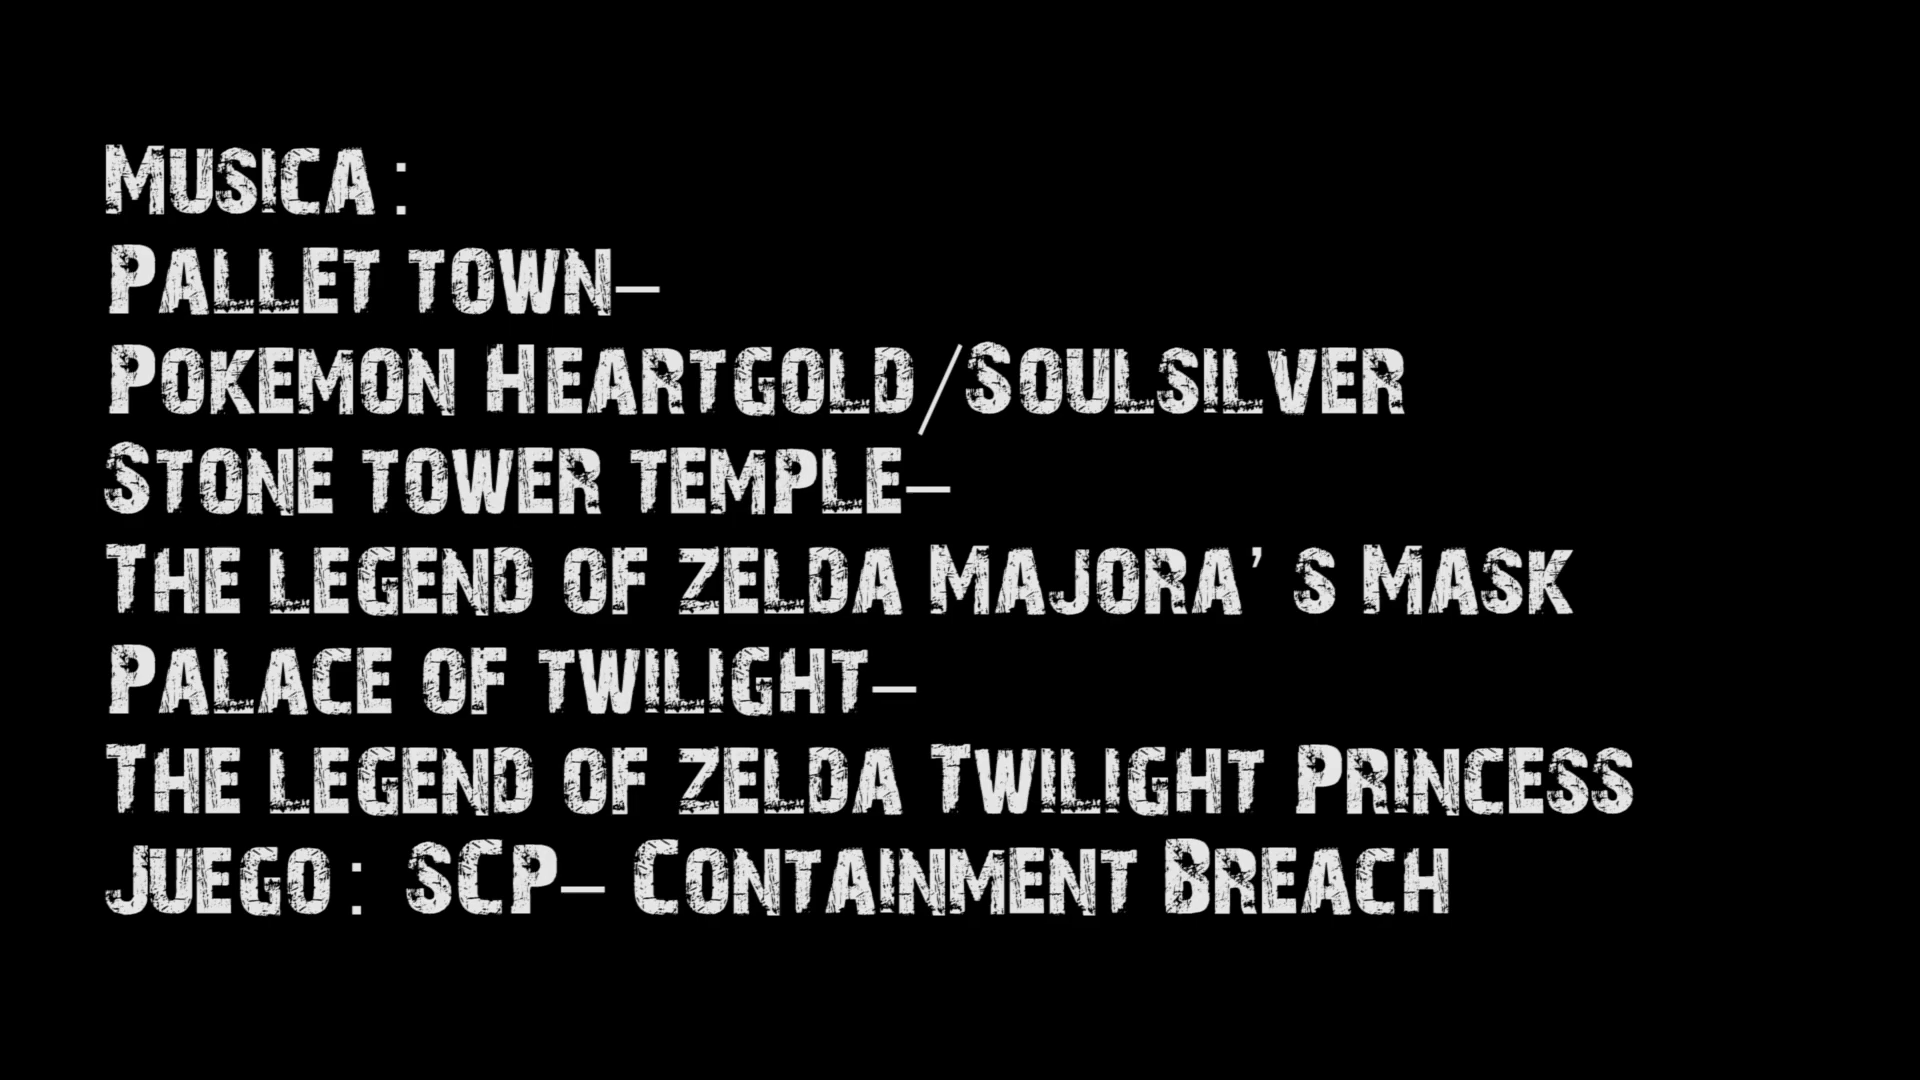 Musica:
Pallet town-
Pokemon HeartGold/Soulsilver
Stone tower temple-
The legend of zelda Majora's Mask
Palace of twilight-
The legend of zelda Twilight Princess
Juego: SCP- Containment Breach